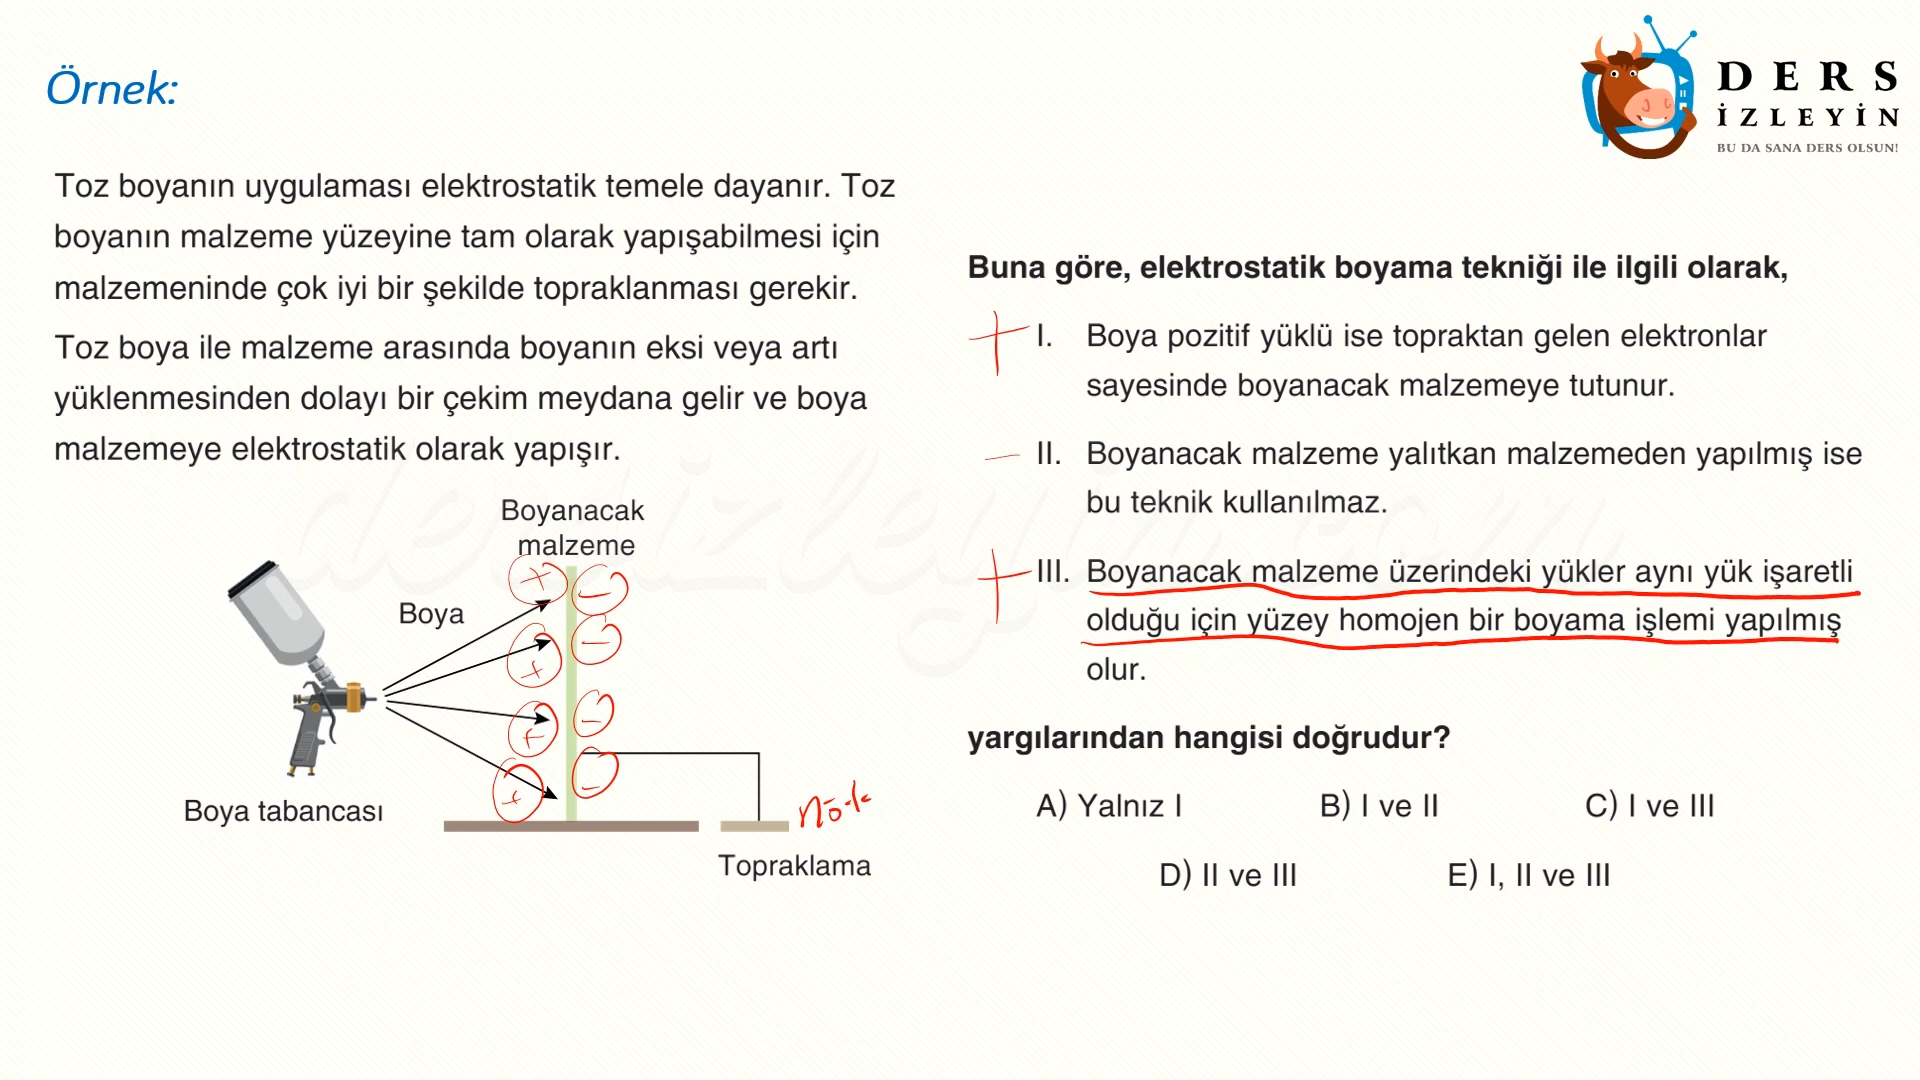 Örnek:
DERS
İZLEYİN
BU DA SANA DERS OLSUN!
Toz boyanın uygulaması elektrostatik temele dayanır. Toz
boyanın malzeme yüzeyine tam olarak yapışabilmesi için
malzemeninde çok iyi bir şekilde topraklanması gerekir.
Toz boya ile malzeme arasında boyanın eksi veya artı
yüklenmesinden dolayı bir çekim meydana gelir ve boya
malzemeye elektrostatik olarak yapışır.
Boyanacak
malzeme
Boya
Boya tabancası
Topraklama
nö
+ + + +
- - - -
Buna göre, elektrostatik boyama tekniği ile ilgili olarak,
+ I. Boya pozitif yüklü ise topraktan gelen elektronlar
sayesinde boyanacak malzemeye tutunur.
- II. Boyanacak malzeme yalıtkan malzemeden yapılmış ise
bu teknik kullanılmaz.
+ III. Boyanacak malzeme üzerindeki yükler aynı yük işaretli
olduğu için yüzey homojen bir boyama işlemi yapılmış
olur.
yargılarından hangisi doğrudur?
A) Yalnız I B) I ve II C) I ve III
D) II ve III E) I, II ve III
dersizleyin.com